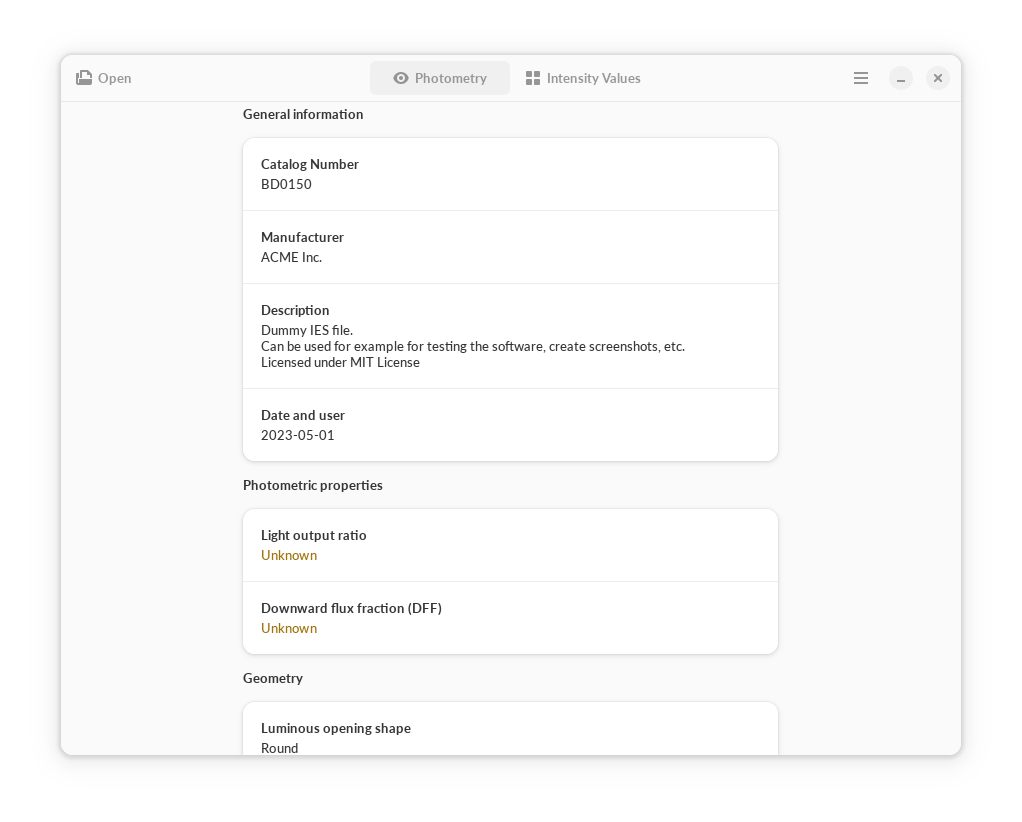 Open
Photometry
Intensity Values
General information
Catalog Number
BD0150
Manufacturer
ACME Inc.
Description
Dummy IES file.
Can be used for example for testing the software, create screenshots, etc.
Licensed under MIT License
Date and user
2023-05-01
Photometric properties
Light output ratio
Unknown
Downward flux fraction (DFF)
Unknown
Geometry
Luminous opening shape
Round